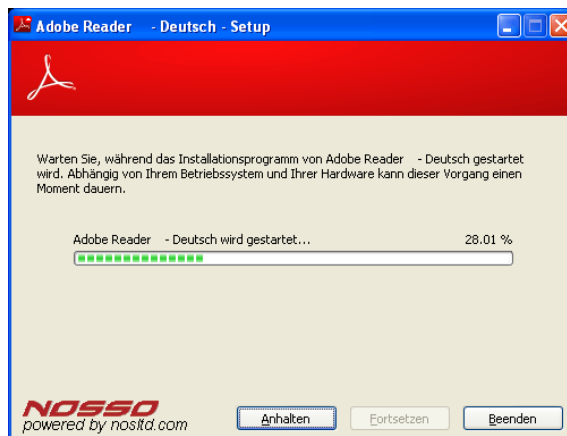 Adobe Reader - Deutsch - Setup
Warten Sie, während das Installationsprogramm von Adobe Reader - Deutsch gestartet
wird. Abhängig von Ihrem Betriebssystem und Ihrer Hardware kann dieser Vorgang einen
Moment dauern.
Adobe Reader - Deutsch wird gestartet... 28.01 %
NOSSO
powered by nosltd.com
Anhalten Fortsetzen Beenden